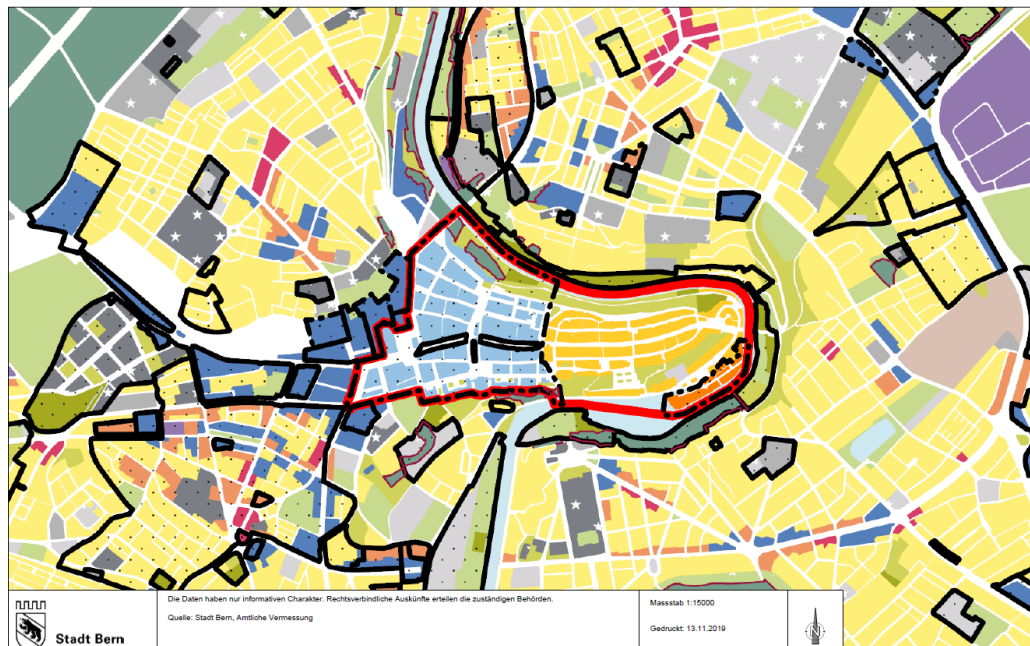 Die Daten haben nur informativen Charakter. Rechtsverbindliche Auskünfte erteilen die zuständigen Behörden.
Quelle: Stadt Bern, Amtliche Vermessung
Stadt Bern
Massstab 1:15000
Gedruckt: 13.11.2019
N